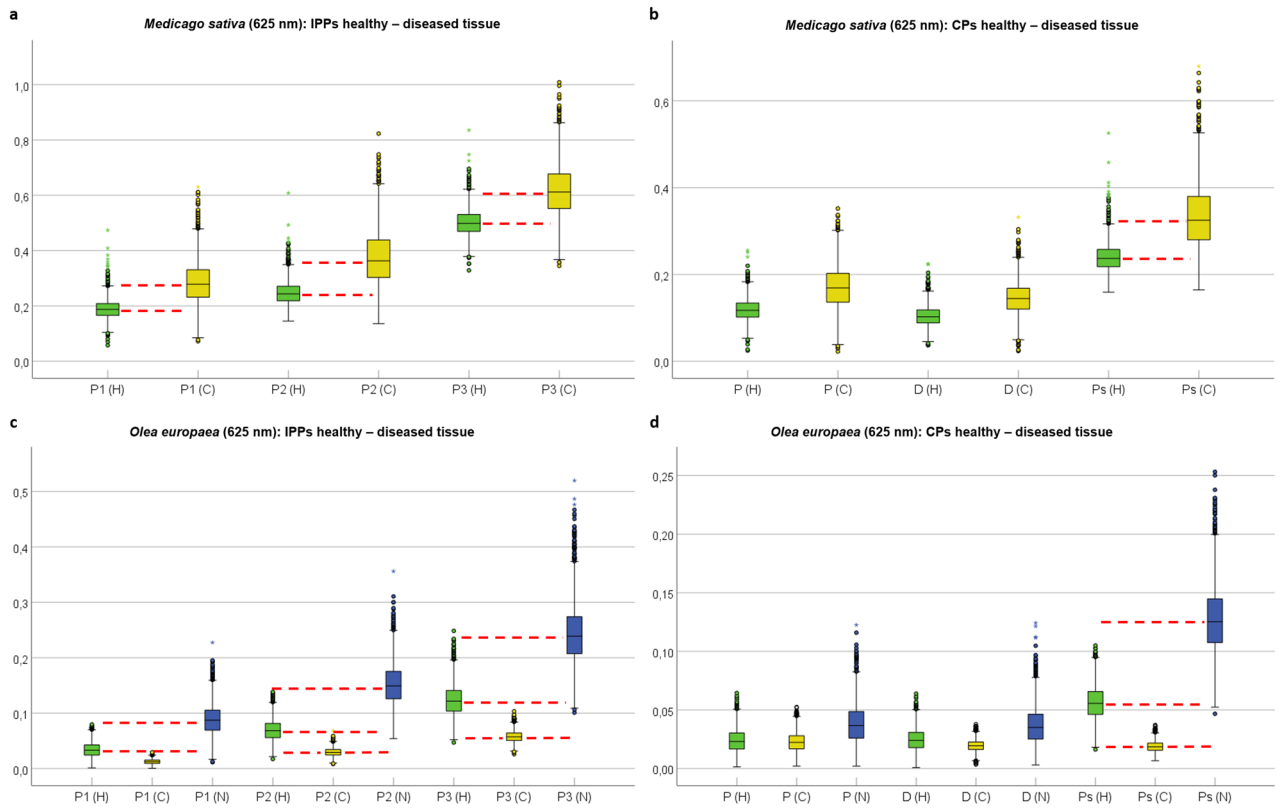 a
Medicago sativa (625 nm): IPPs healthy – diseased tissue
1,0
0,8
0,6
0,4
0,2
0,0
P1 (H) P1 (C) P2 (H) P2 (C) P3 (H) P3 (C)
b
Medicago sativa (625 nm): CPs healthy – diseased tissue
0,6
0,4
0,2
0,0
P (H) P (C) D (H) D (C) Ps (H) Ps (C)
c
Olea europaea (625 nm): IPPs healthy – diseased tissue
0,5
0,4
0,3
0,2
0,1
0,0
P1 (H) P1 (C) P1 (N) P2 (H) P2 (C) P2 (N) P3 (H) P3 (C) P3 (N)
d
Olea europaea (625 nm): CPs healthy – diseased tissue
0,25
0,20
0,15
0,10
0,05
0,00
P (H) P (C) P (N) D (H) D (C) D (N) Ps (H) Ps (C) Ps (N)